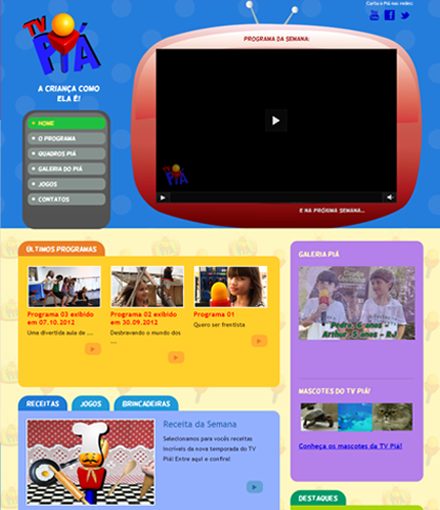 TV PIÁ
A CRIANÇA COMO
ELA É!
Curta o Piá nas redes:
PROGRAMA DA SEMANA:
HOME
O PROGRAMA
QUADROS PIÁ
GALERIA DO PIÁ
JOGOS
CONTATOS
TV PIÁ
E NA PRÓXIMA SEMANA...
ÚLTIMOS PROGRAMAS
Programa 03 exibido
em 07.10.2012
Uma divertida aula de ...
Programa 02 exibido
em 30.09.2012
Desbravando o mundo dos
...
Programa 01
Quero ser frentista
GALERIA PIÁ
Pedro 6 anos -
MASCOTES DO TV PIÁ!
Conheça os mascotes da TV Piá!
RECEITAS
JOGOS
BRINCADEIRAS
Receita da Semana
Selecionamos para vocês receitas
incríveis da nova temporada do TV
Piá! Entre aqui e confira!
DESTAQUES